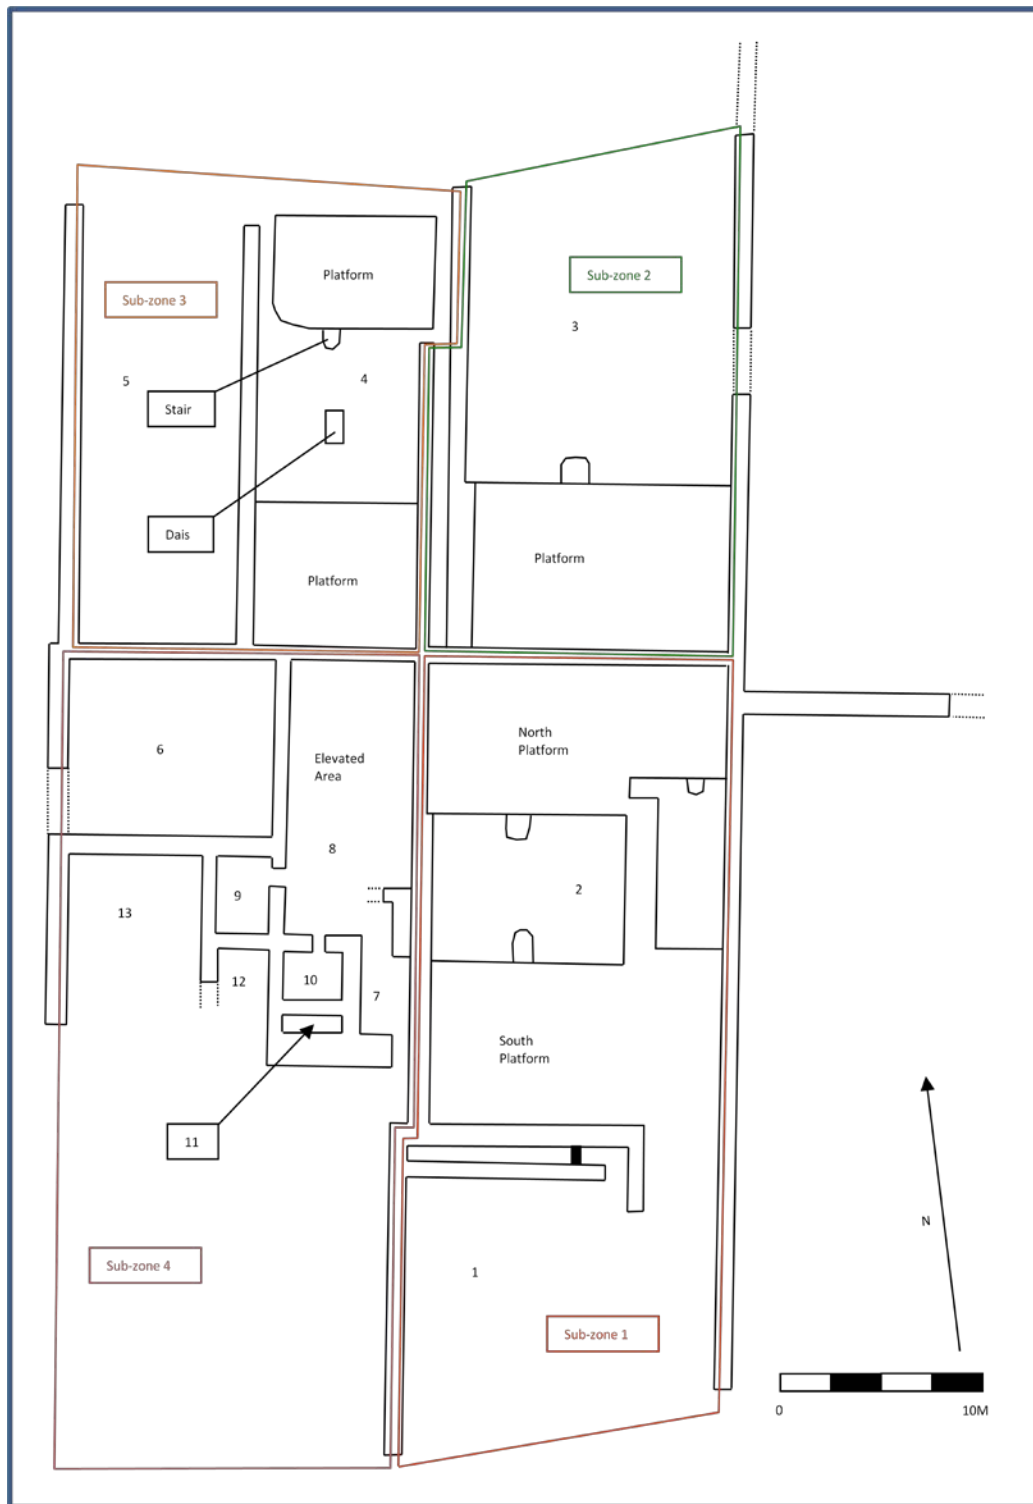 Platform
Sub-zone 2
Sub-zone 3
3
5
4
Stair
Dais
Platform
Platform
North
Platform
6
Elevated
Area
8
9
2
13
10
12
7
South
Platform
11
N
Sub-zone 4
1
Sub-zone 1
0
10M